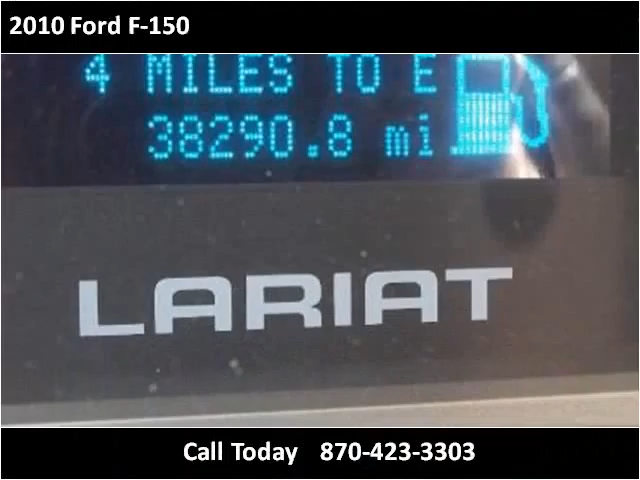 2010 Ford F-150
4 MILES TO E
38290.8 mi
LARIAT
Call Today 870-423-3303